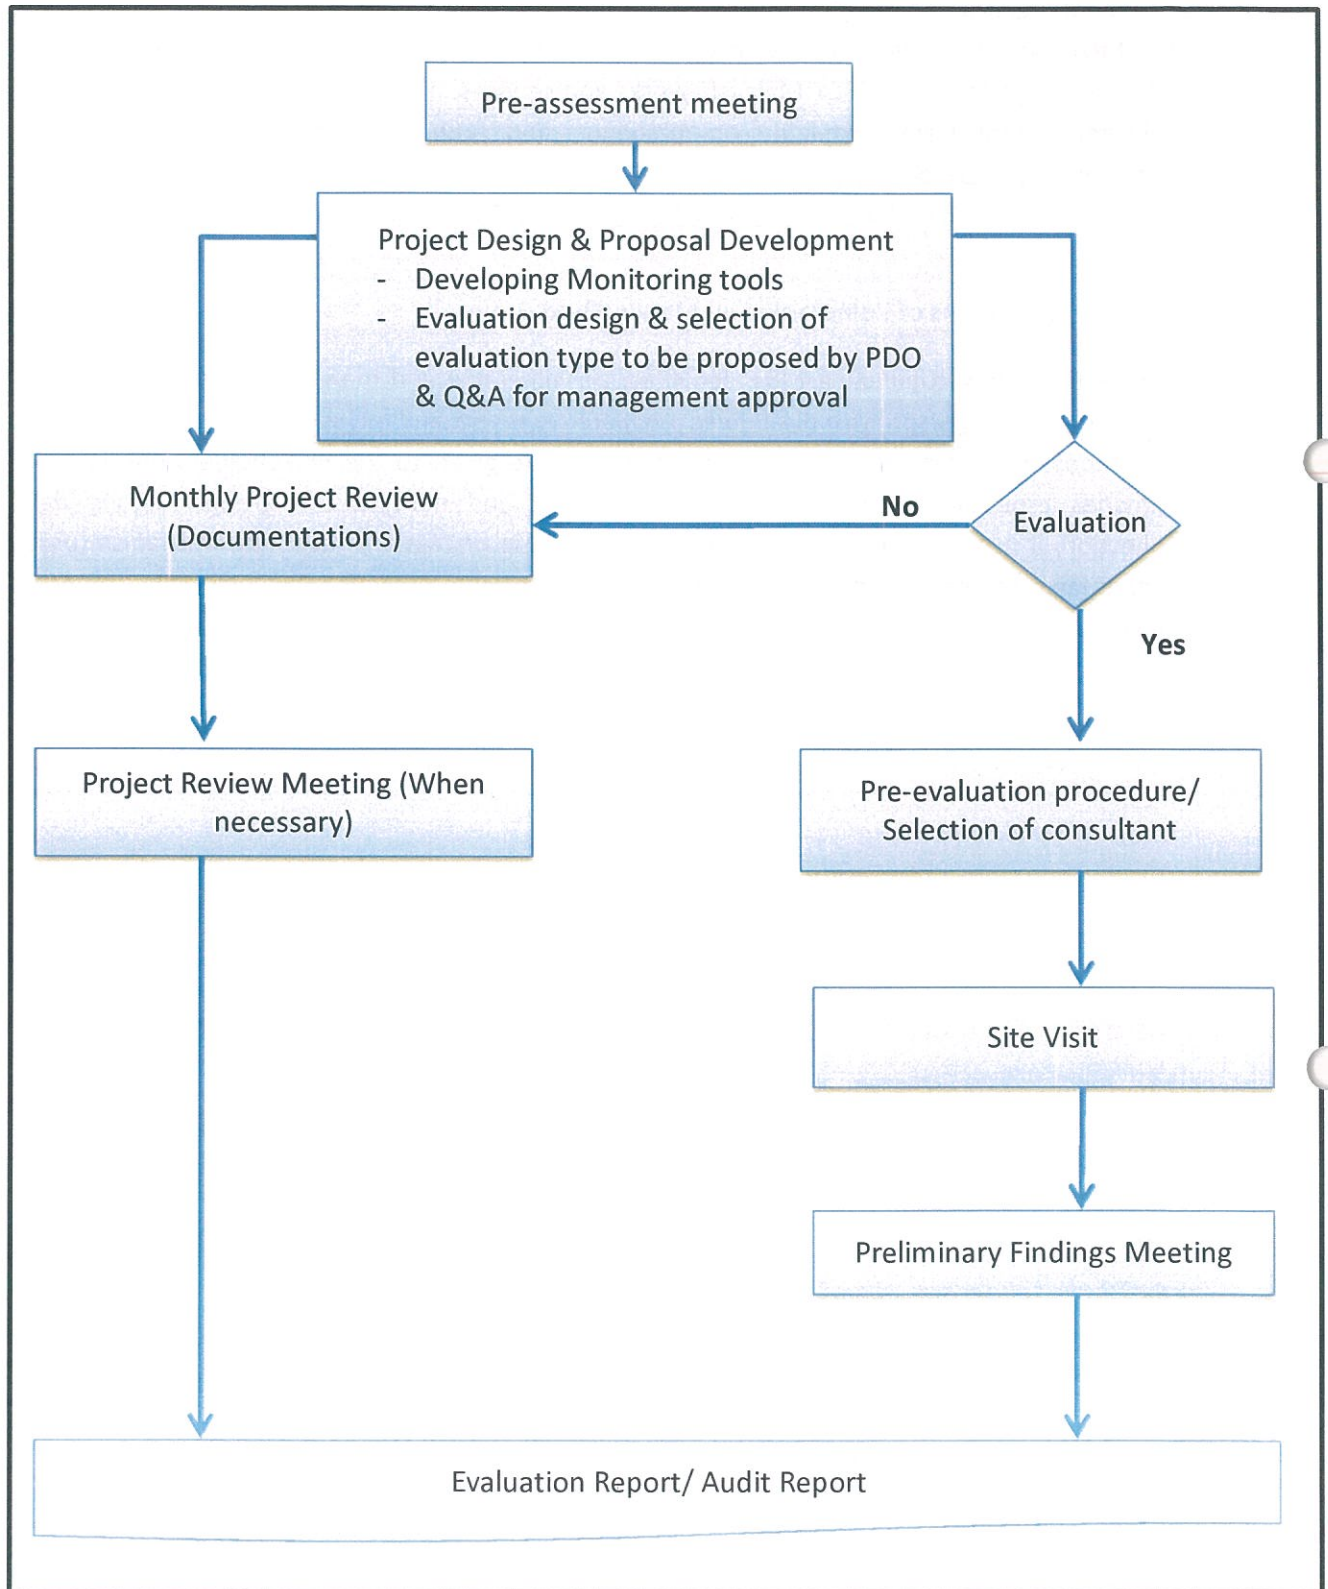 Pre-assessment meeting
Project Design & Proposal Development
- Developing Monitoring tools
- Evaluation design & selection of
evaluation type to be proposed by PDO
& Q&A for management approval
Monthly Project Review
(Documentations)
No
Evaluation
Yes
Project Review Meeting (When
necessary)
Pre-evaluation procedure/
Selection of consultant
Site Visit
Preliminary Findings Meeting
Evaluation Report/ Audit Report